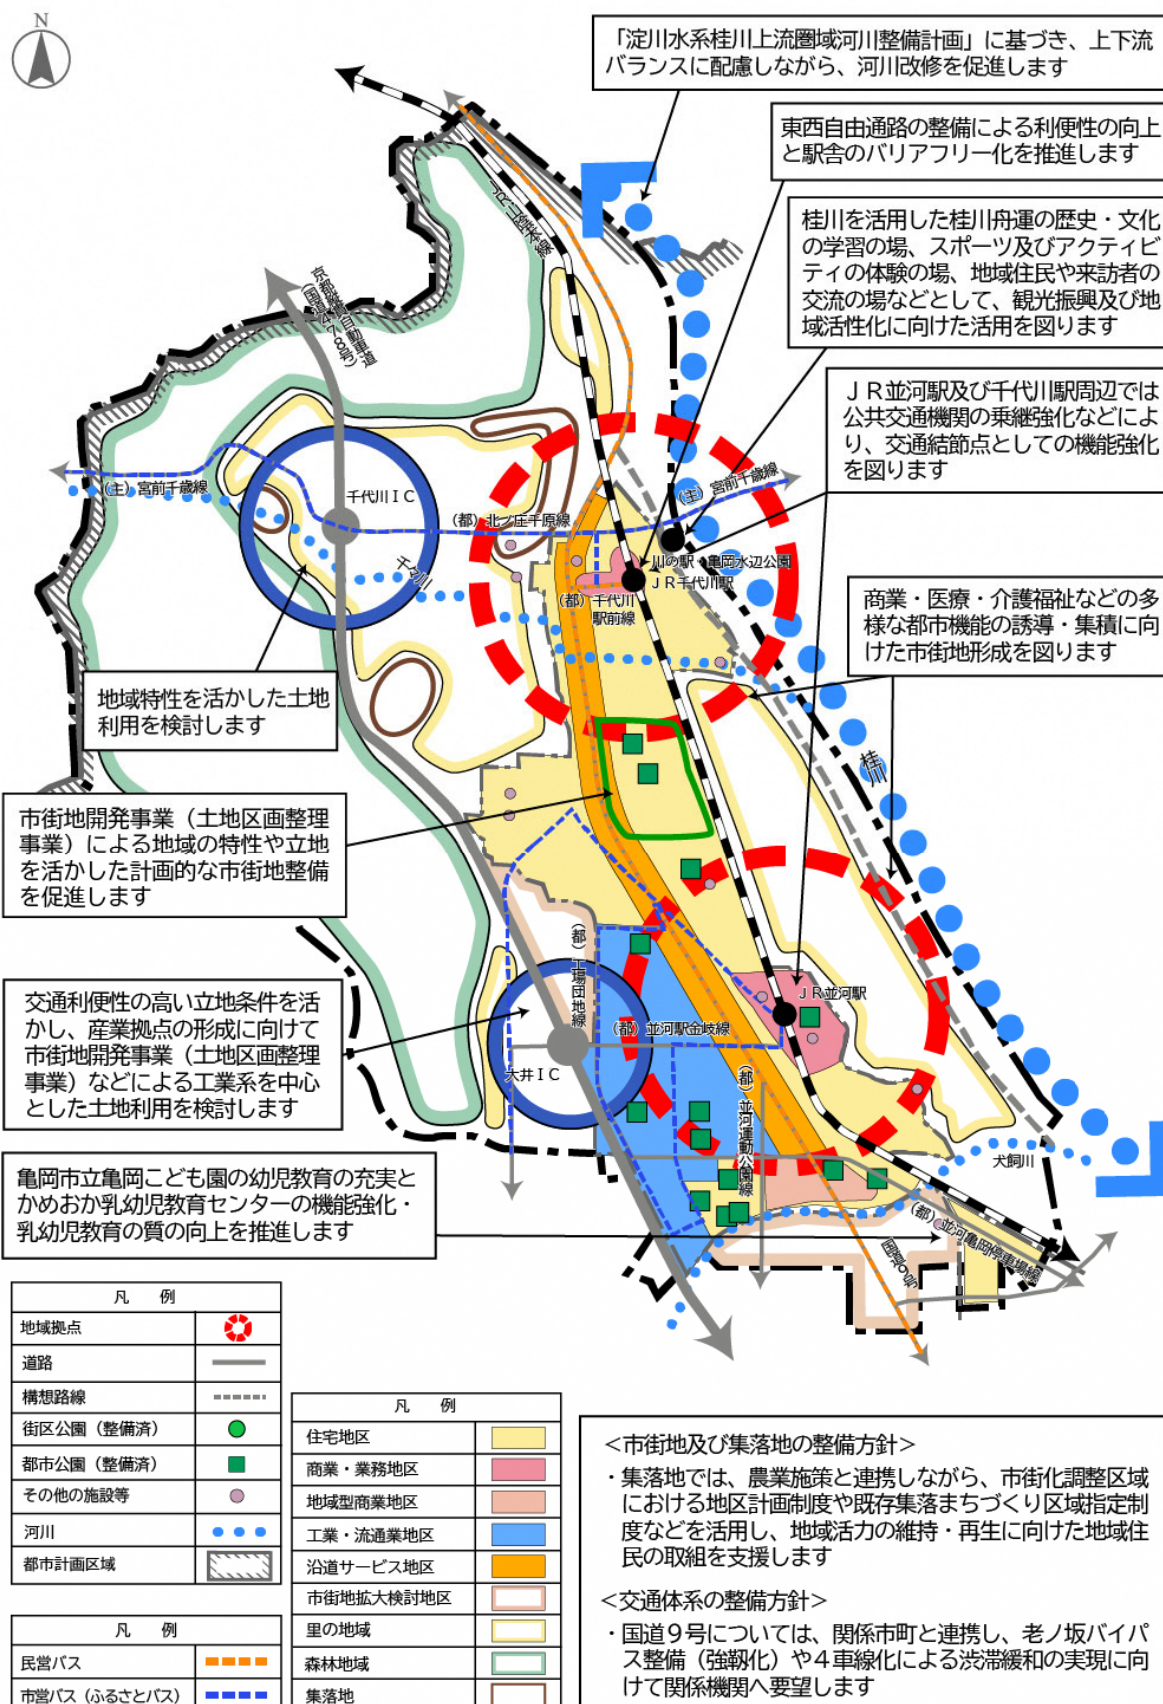 N
「淀川水系桂川上流圏域河川整備計画」に基づき、上下流
バランスに配慮しながら、河川改修を促進します
東西自由通路の整備による利便性の向上
と駅舎のバリアフリー化を推進します
桂川を活用した桂川舟運の歴史・文化
の学習の場、スポーツ及びアクティビ
ティの体験の場、地域住民や来訪者の
交流の場などとして、観光振興及び地
域活性化に向けた活用を図ります
ＪＲ並河駅及び千代川駅周辺では
公共交通機関の乗継強化などによ
り、交通結節点としての機能強化
を図ります
商業・医療・介護福祉などの多
様な都市機能の誘導・集積に向
けた市街地形成を図ります
ＪＲ山陰本線
京都縦貫自動車道
（国道４７８号）
（主）宮前千歳線
千代川ＩＣ
（都）北ノ庄千原線
（主）宮前千歳線
千々川
川の駅・亀岡水辺公園
ＪＲ千代川駅
（都）千代川
駅前線
桂川
地域特性を活かした土地
利用を検討します
市街地開発事業（土地区画整理
事業）による地域の特性や立地
を活かした計画的な市街地整備
を促進します
（都）工場団地線
ＪＲ並河駅
（都）並河駅金岐線
大井ＩＣ
（都）並河運動公園線
犬飼川
（都）並河亀岡停車場線
国道９号
交通利便性の高い立地条件を活
かし、産業拠点の形成に向けて
市街地開発事業（土地区画整理
事業）などによる工業系を中心
とした土地利用を検討します
亀岡市立亀岡こども園の幼児教育の充実と
かめおか乳幼児教育センターの機能強化・
乳幼児教育の質の向上を推進します
凡　例
地域拠点
道路
構想路線
街区公園（整備済）
都市公園（整備済）
その他の施設等
河川
都市計画区域
凡　例
民営バス
市営バス（ふるさとバス）
凡　例
住宅地区
商業・業務地区
地域型商業地区
工業・流通業地区
沿道サービス地区
市街地拡大検討地区
里の地域
森林地域
集落地
＜市街地及び集落地の整備方針＞
・集落地では、農業施策と連携しながら、市街化調整区域
における地区計画制度や既存集落まちづくり区域指定制
度などを活用し、地域活力の維持・再生に向けた地域住
民の取組を支援します
＜交通体系の整備方針＞
・国道９号については、関係市町と連携し、老ノ坂バイパ
ス整備（強靱化）や４車線化による渋滞緩和の実現に向
けて関係機関へ要望します